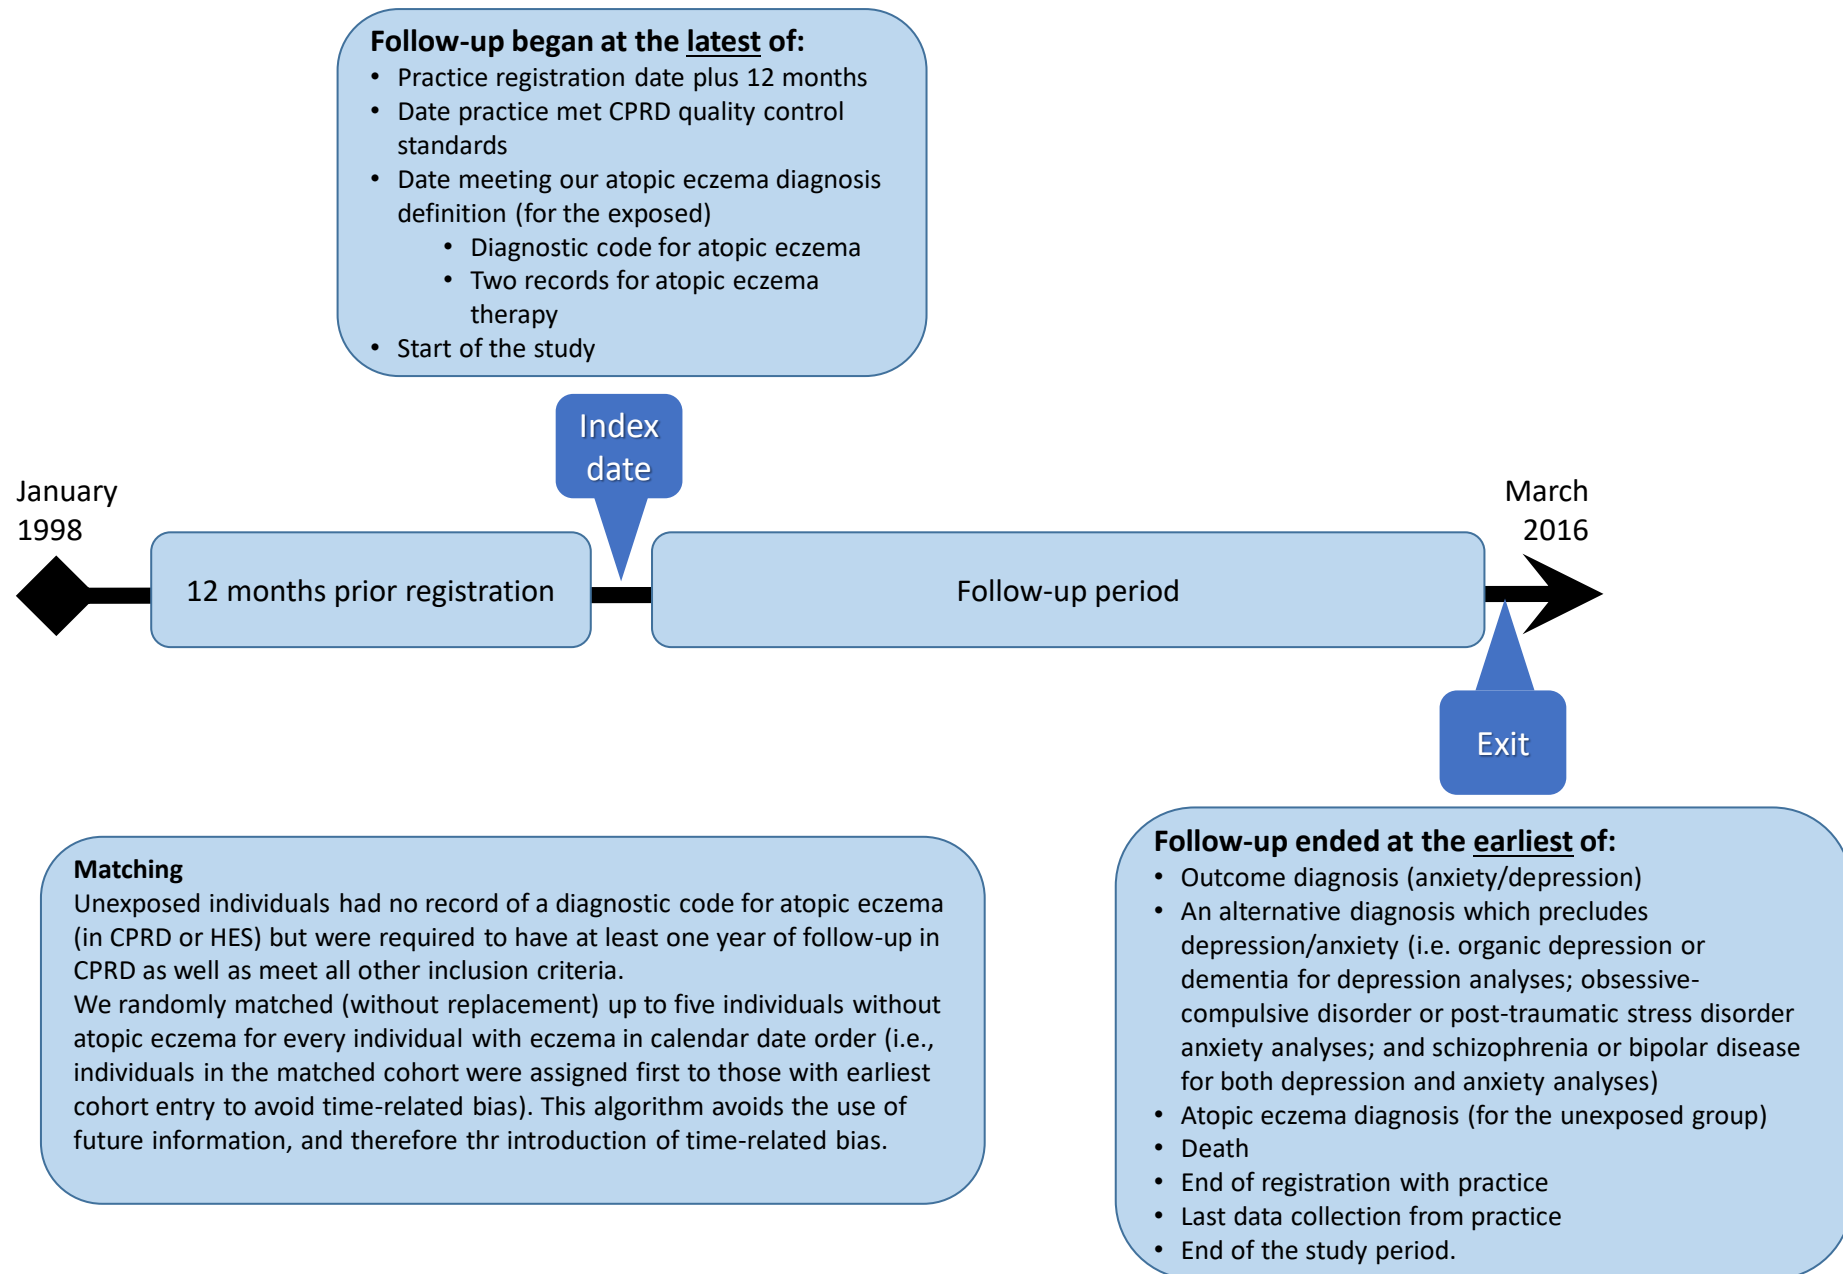 Follow-up began at the latest of:
• Practice registration date plus 12 months
• Date practice met CPRD quality control
standards
• Date meeting our atopic eczema diagnosis
definition (for the exposed)
• Diagnostic code for atopic eczema
• Two records for atopic eczema
therapy
• Start of the study
Index
date
January
1998
March
2016
12 months prior registration
Follow-up period
Exit
Matching
Unexposed individuals had no record of a diagnostic code for atopic eczema
(in CPRD or HES) but were required to have at least one year of follow-up in
CPRD as well as meet all other inclusion criteria.
We randomly matched (without replacement) up to five individuals without
atopic eczema for every individual with eczema in calendar date order (i.e.,
individuals in the matched cohort were assigned first to those with earliest
cohort entry to avoid time-related bias). This algorithm avoids the use of
future information, and therefore thr introduction of time-related bias.
Follow-up ended at the earliest of:
• Outcome diagnosis (anxiety/depression)
• An alternative diagnosis which precludes
depression/anxiety (i.e. organic depression or
dementia for depression analyses; obsessive-
compulsive disorder or post-traumatic stress disorder
anxiety analyses; and schizophrenia or bipolar disease
for both depression and anxiety analyses)
• Atopic eczema diagnosis (for the unexposed group)
• Death
• End of registration with practice
• Last data collection from practice
• End of the study period.